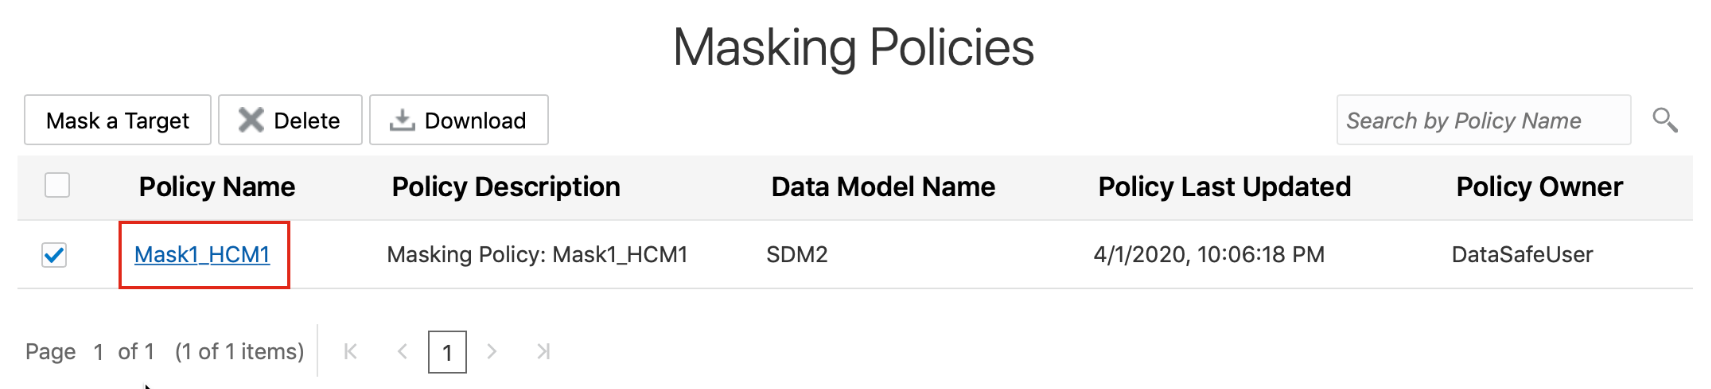 Masking Policies
Mask a Target Delete Download Search by Policy Name
Policy Name Policy Description Data Model Name Policy Last Updated Policy Owner
Mask1_HCM1 Masking Policy: Mask1_HCM1 SDM2 4/1/2020, 10:06:18 PM DataSafeUser
Page 1 of 1 (1 of 1 items) 1